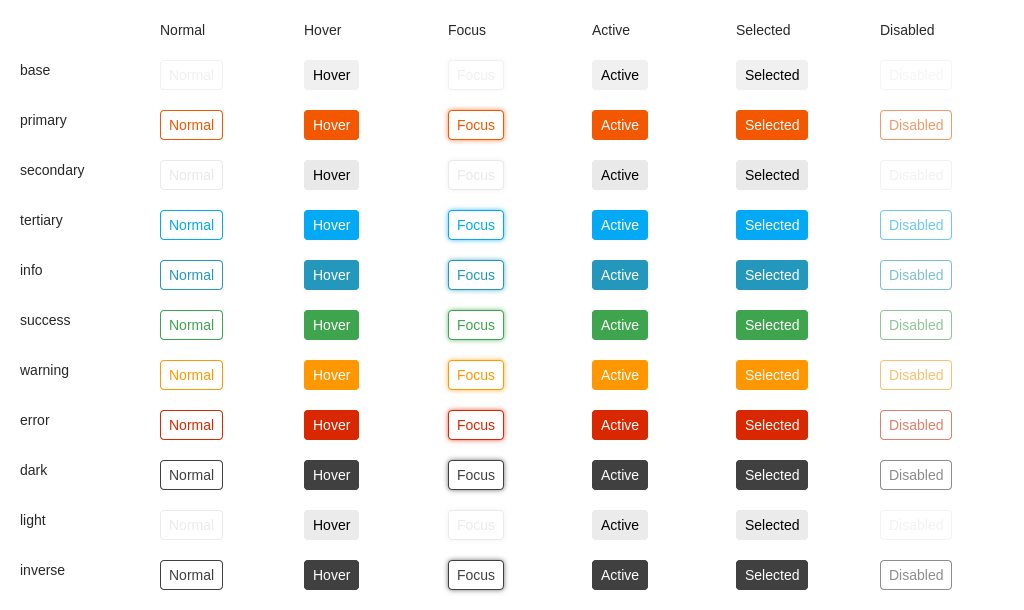 Normal Hover Focus Active Selected Disabled
base Normal Hover Focus Active Selected Disabled
primary Normal Hover Focus Active Selected Disabled
secondary Normal Hover Focus Active Selected Disabled
tertiary Normal Hover Focus Active Selected Disabled
info Normal Hover Focus Active Selected Disabled
success Normal Hover Focus Active Selected Disabled
warning Normal Hover Focus Active Selected Disabled
error Normal Hover Focus Active Selected Disabled
dark Normal Hover Focus Active Selected Disabled
light Normal Hover Focus Active Selected Disabled
inverse Normal Hover Focus Active Selected Disabled